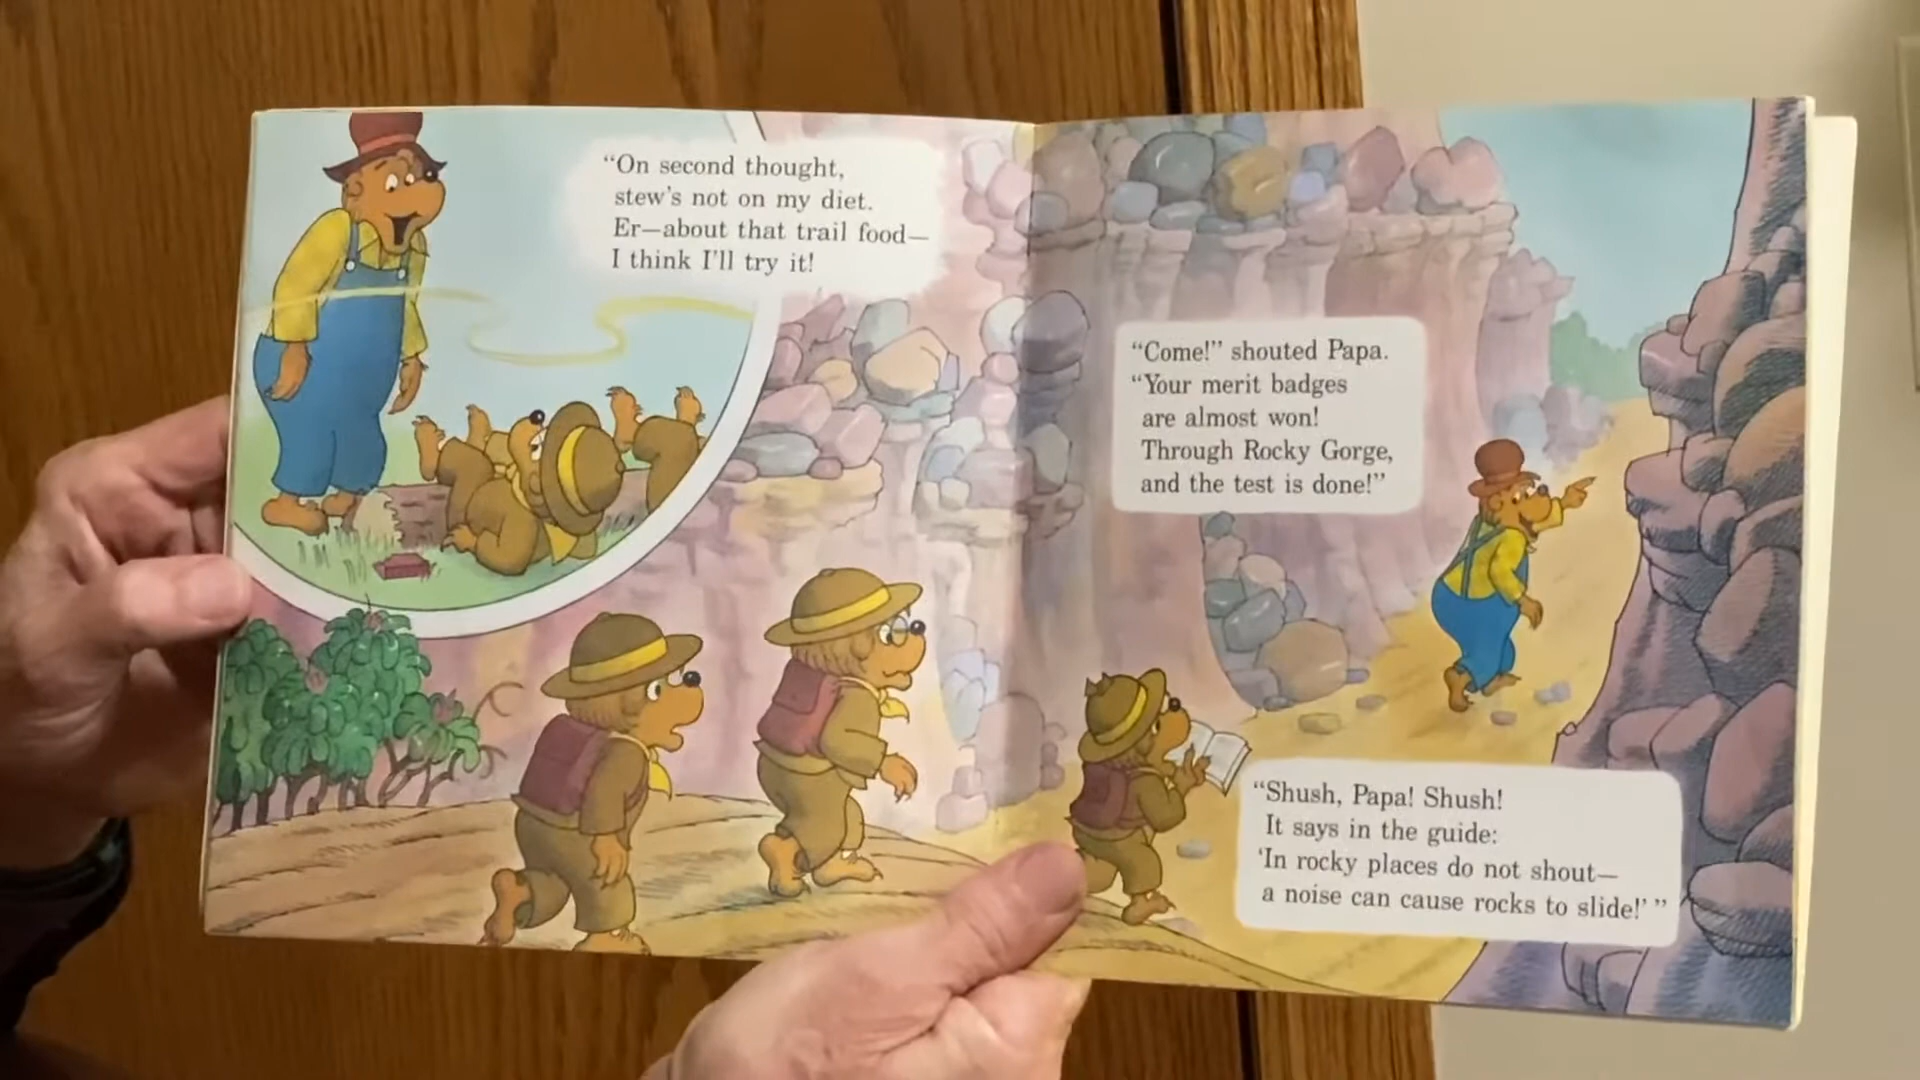 “On second thought,
stew's not on my diet.
Er—about that trail food—
I think I'll try it!
“Come!” shouted Papa.
“Your merit badges
are almost won!
Through Rocky Gorge,
and the test is done!”
“Shush, Papa! Shush!
It says in the guide:
‘In rocky places do not shout—
a noise can cause rocks to slide!’ ”